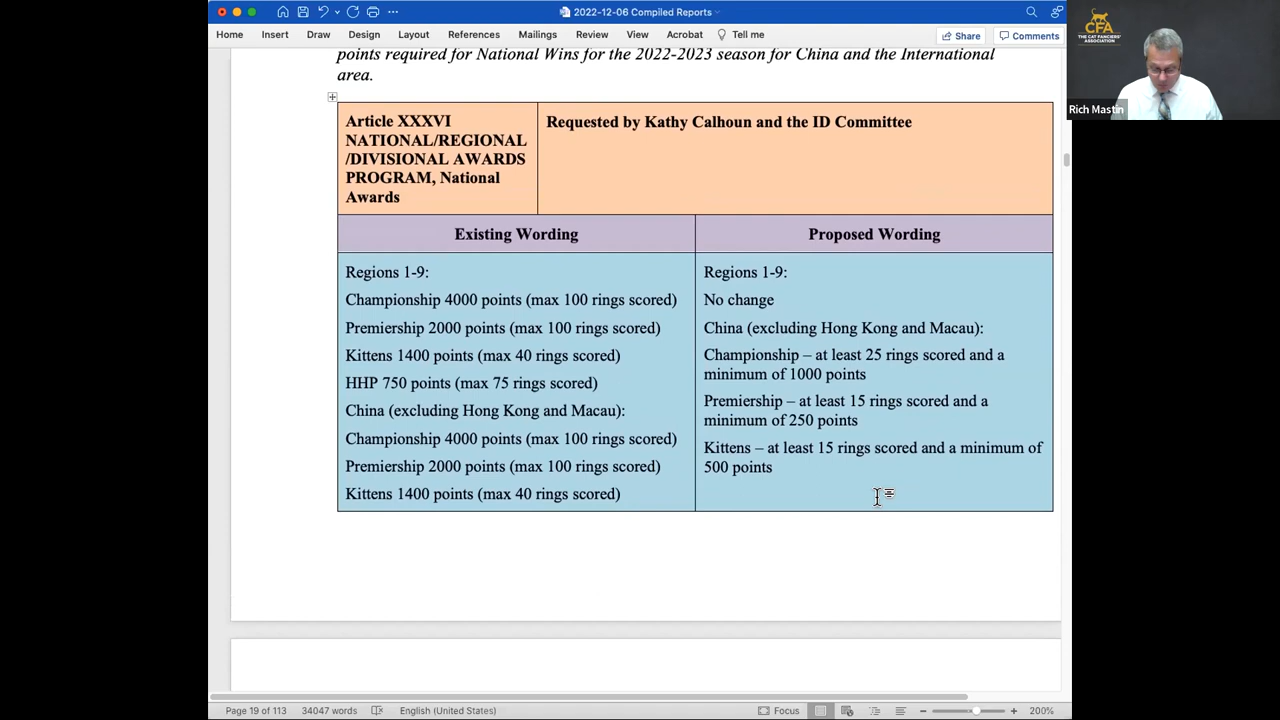 2022-12-06 Compiled Reports
Home Insert Draw Design Layout References Mailings Review View Acrobat Tell me Share Comments
points required for National Wins for the 2022-2023 season for China and the International
area.
Article XXXVI
NATIONAL/REGIONAL
/DIVISIONAL AWARDS
PROGRAM, National
Awards
Requested by Kathy Calhoun and the ID Committee
Existing Wording
Regions 1-9:
Championship 4000 points (max 100 rings scored)
Premiership 2000 points (max 100 rings scored)
Kittens 1400 points (max 40 rings scored)
HHP 750 points (max 75 rings scored)
China (excluding Hong Kong and Macau):
Championship 4000 points (max 100 rings scored)
Premiership 2000 points (max 100 rings scored)
Kittens 1400 points (max 40 rings scored)
Proposed Wording
Regions 1-9:
No change
China (excluding Hong Kong and Macau):
Championship – at least 25 rings scored and a
minimum of 1000 points
Premiership – at least 15 rings scored and a
minimum of 250 points
Kittens – at least 15 rings scored and a minimum of
500 points
Page 19 of 113 34047 words English (United States) Focus 200%
CFA
THE CAT FANCIERS'
ASSOCIATION
Rich Mastin